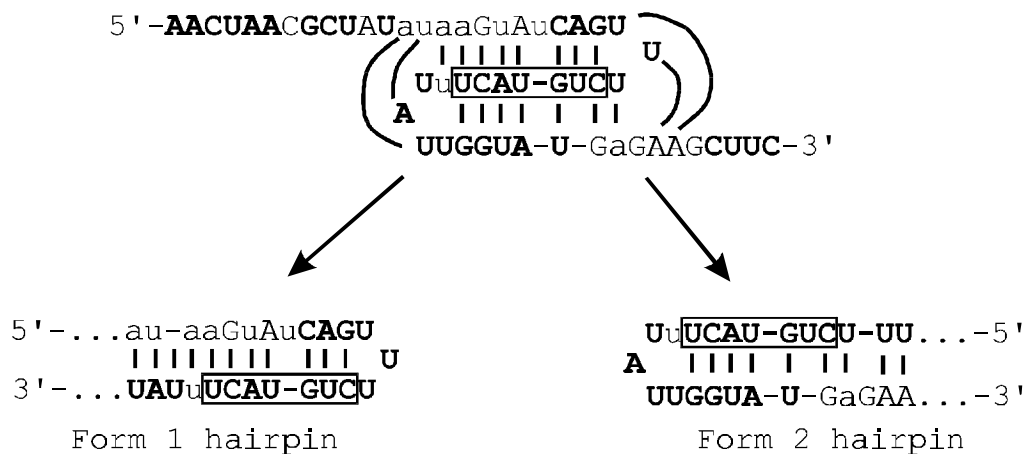 5'-AACUAACGCUAUauaaGuAuCAGU
U
UuUCAU-GUCU
A
UUGGUA-U-GaGAAGCUUC-3'
5'-...au-aaGuAuCAGU
U
3'-...UAUuUCAU-GUCU
Form 1 hairpin
UuUCAU-GUCU-UU...-5'
A
UUGGUA-U-GaGAA...-3'
Form 2 hairpin